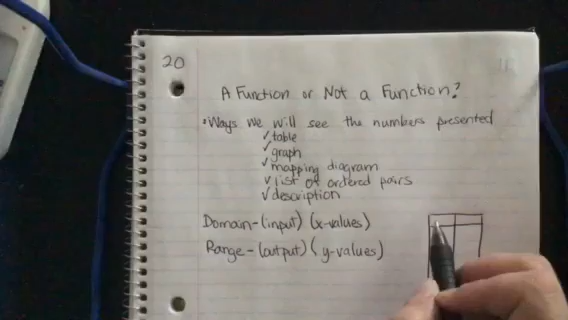 20
A Function or Not a Function?
•Ways we will see the numbers presented
✓table
✓graph
✓mapping diagram
✓list of ordered pairs
✓description
Domain-(input) (x-values)
Range-(output) (y-values)